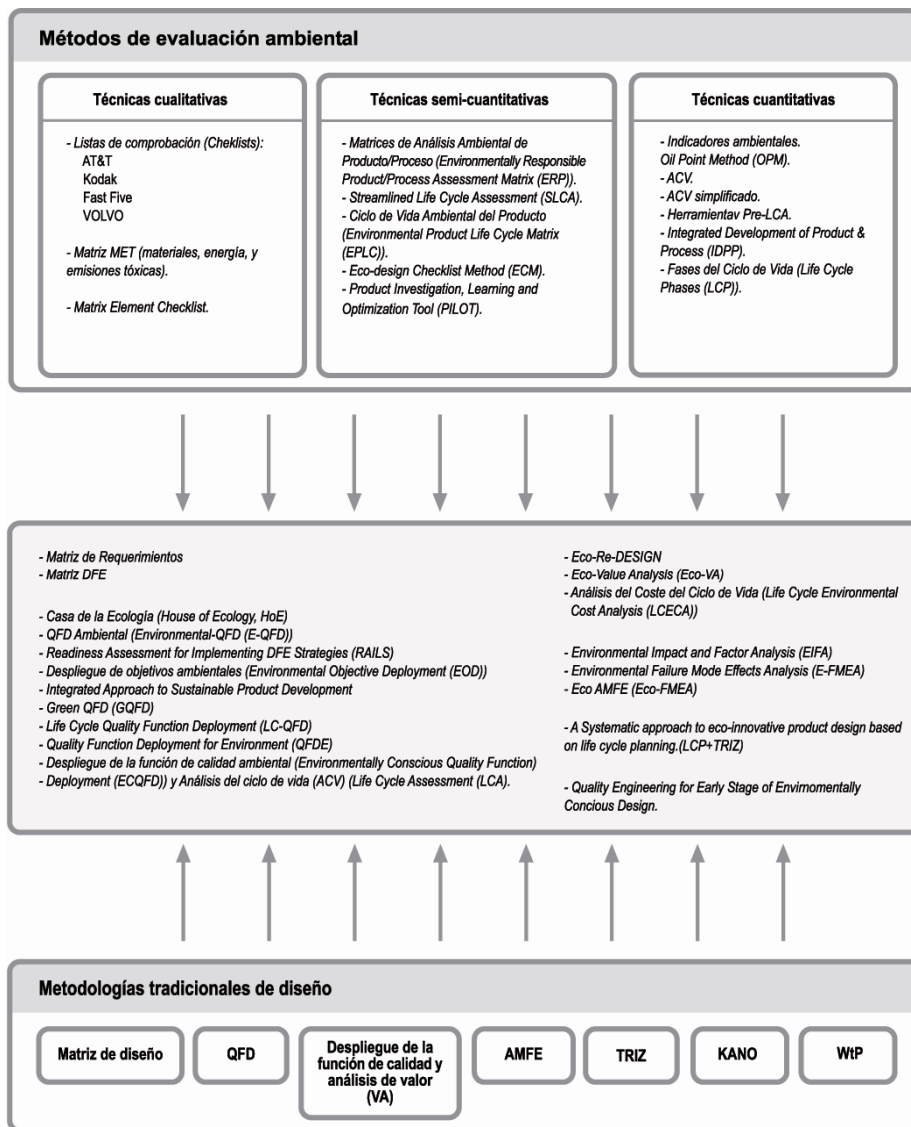 Métodos de evaluación ambiental
Técnicas cualitativas
- Listas de comprobación (Cheklists):
AT&T
Kodak
Fast Five
VOLVO
- Matriz MET (materiales, energía, y
emisiones tóxicas).
- Matrix Element Checklist.
Técnicas semi-cuantitativas
- Matrices de Análisis Ambiental de
Producto/Proceso (Environmentally Responsible
Product/Process Assessment Matrix (ERP)).
- Streamlined Life Cycle Assessment (SLCA).
- Ciclo de Vida Ambiental del Producto
(Environmental Product Life Cycle Matrix
(EPLC)).
- Eco-design Checklist Method (ECM).
- Product Investigation, Learning and
Optimization Tool (PILOT).
Técnicas cuantitativas
- Indicadores ambientales.
Oil Point Method (OPM).
- ACV.
- ACV simplificado.
- Herramientav Pre-LCA.
- Integrated Development of Product &
Process (IDPP).
- Fases del Ciclo de Vida (Life Cycle
Phases (LCP)).
- Matriz de Requerimientos
- Matriz DFE
- Casa de la Ecología (House of Ecology, HoE)
- QFD Ambiental (Environmental-QFD (E-QFD))
- Readiness Assessment for Implementing DFE Strategies (RAILS)
- Despliegue de objetivos ambientales (Environmental Objective Deployment (EOD))
- Integrated Approach to Sustainable Product Development
- Green QFD (GQFD)
- Life Cycle Quality Function Deployment (LC-QFD)
- Quality Function Deployment for Environment (QFDE)
- Despliegue de la función de calidad ambiental (Environmentally Conscious Quality Function)
- Deployment (ECQFD)) y Análisis del ciclo de vida (ACV) (Life Cycle Assessment (LCA).
- Eco-Re-DESIGN
- Eco-Value Analysis (Eco-VA)
- Análisis del Coste del Ciclo de Vida (Life Cycle Environmental
Cost Analysis (LCECA))
- Environmental Impact and Factor Analysis (EIFA)
- Environmental Failure Mode Effects Analysis (E-FMEA)
- Eco AMFE (Eco-FMEA)
- A Systematic approach to eco-innovative product design based
on life cycle planning.(LCP+TRIZ)
- Quality Engineering for Early Stage of Envirnomentally
Concious Design.
Metodologías tradicionales de diseño
Matriz de diseño
QFD
Despliegue de la
función de calidad y
análisis de valor
(VA)
AMFE
TRIZ
KANO
WtP